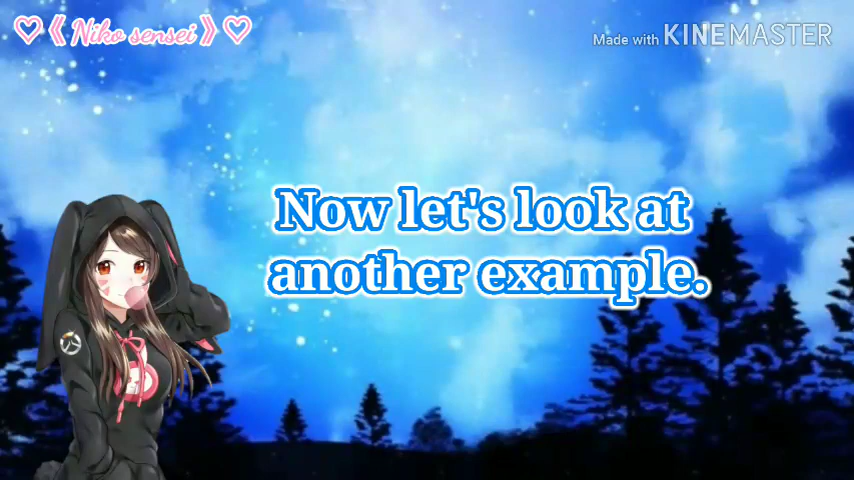 ♡《 Niko sensei 》♡
Made with KINEMASTER
Now let's look at
another example.